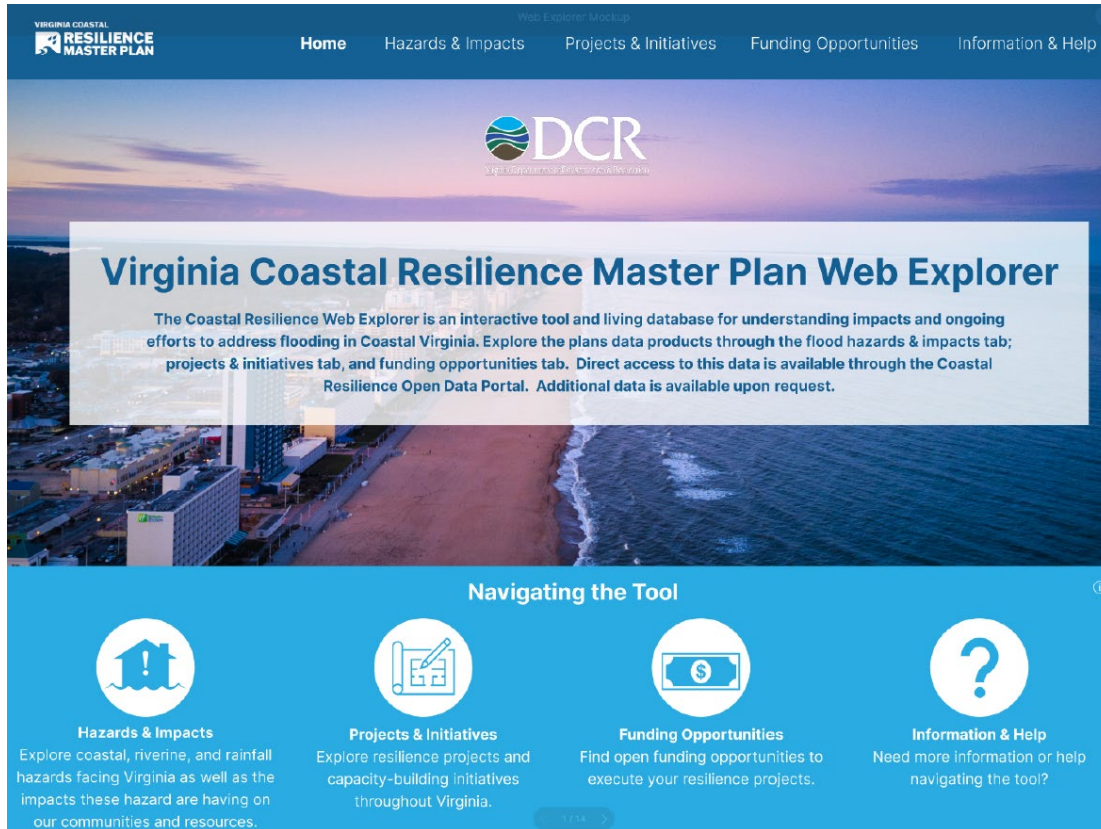 Web Explorer Mockup
VIRGINIA COASTAL
RESILIENCE
MASTER PLAN
Home Hazards & Impacts Projects & Initiatives Funding Opportunities Information & Help
DCR
Virginia Coastal Resilience Master Plan Web Explorer
The Coastal Resilience Web Explorer is an interactive tool and living database for understanding impacts and ongoing
efforts to address flooding in Coastal Virginia. Explore the plans data products through the flood hazards & impacts tab;
projects & initiatives tab, and funding opportunities tab. Direct access to this data is available through the Coastal
Resilience Open Data Portal. Additional data is available upon request.
Navigating the Tool
Hazards & Impacts
Explore coastal, riverine, and rainfall
hazards facing Virginia as well as the
impacts these hazard are having on
our communities and resources.
Projects & Initiatives
Explore resilience projects and
capacity-building initiatives
throughout Virginia.
Funding Opportunities
Find open funding opportunities to
execute your resilience projects.
Information & Help
Need more information or help
navigating the tool?
1 / 14